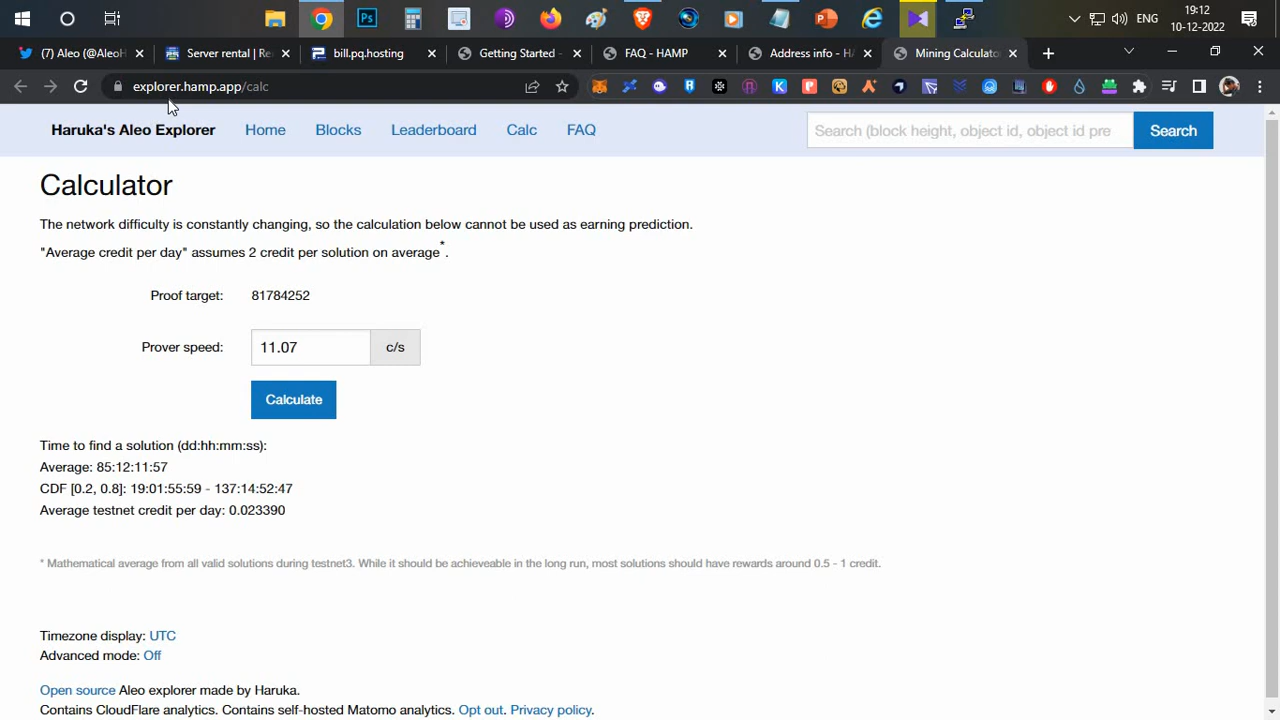 19:12
ENG
10-12-2022
(7) Aleo (@AleoH
Server rental | Re
bill.pq.hosting
Getting Started -
FAQ - HAMP
Address info - HA
Mining Calculato
explorer.hamp.app/calc
Haruka's Aleo Explorer
Home
Blocks
Leaderboard
Calc
FAQ
Search (block height, object id, object id pre
Search
Calculator
The network difficulty is constantly changing, so the calculation below cannot be used as earning prediction.
"Average credit per day" assumes 2 credit per solution on average*.
Proof target: 81784252
Prover speed: 11.07 c/s
Calculate
Time to find a solution (dd:hh:mm:ss):
Average: 85:12:11:57
CDF [0.2, 0.8]: 19:01:55:59 - 137:14:52:47
Average testnet credit per day: 0.023390
* Mathematical average from all valid solutions during testnet3. While it should be achieveable in the long run, most solutions should have rewards around 0.5 - 1 credit.
Timezone display: UTC
Advanced mode: Off
Open source Aleo explorer made by Haruka.
Contains CloudFlare analytics. Contains self-hosted Matomo analytics. Opt out. Privacy policy.